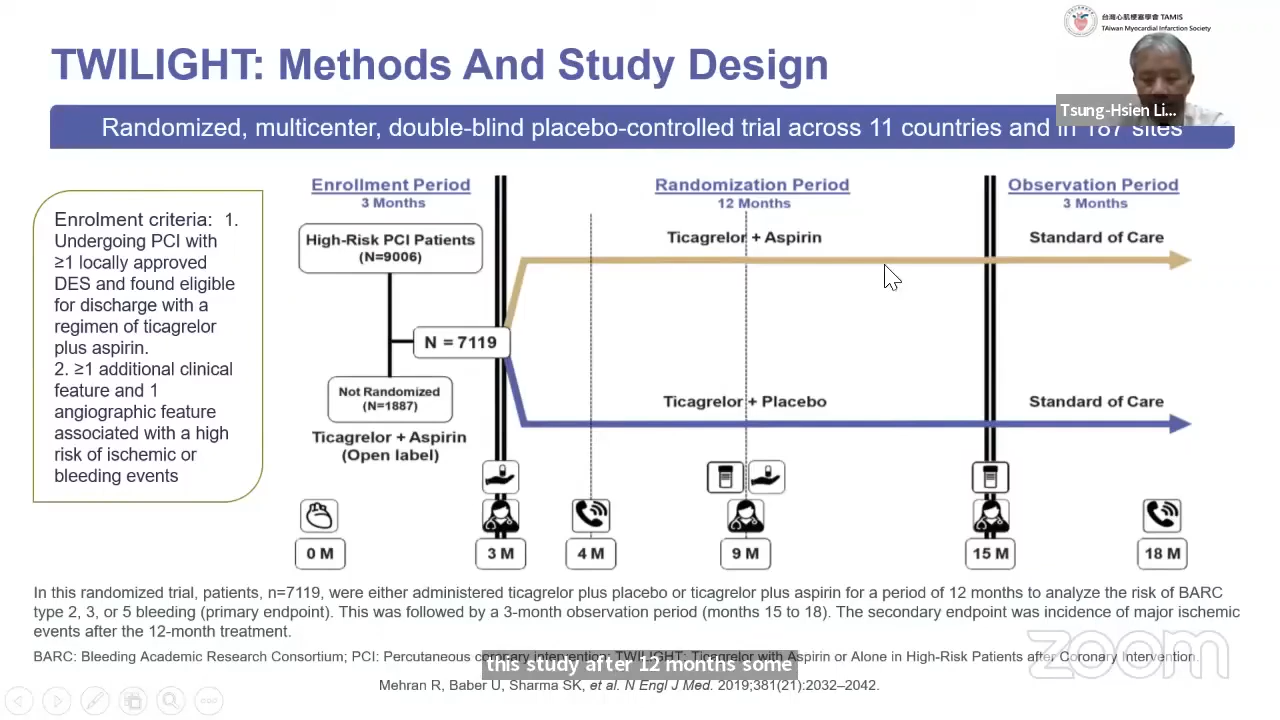 台灣心肌梗塞學會 TAMIS
TAiwan Myocardial Infarction Society
TWILIGHT: Methods And Study Design
Tsung-Hsien Li...
Randomized, multicenter, double-blind placebo-controlled trial across 11 countries and in 187 sites
Enrolment criteria: 1.
Undergoing PCI with
≥1 locally approved
DES and found eligible
for discharge with a
regimen of ticagrelor
plus aspirin.
2. ≥1 additional clinical
feature and 1
angiographic feature
associated with a high
risk of ischemic or
bleeding events
Enrollment Period
3 Months
Randomization Period
12 Months
Observation Period
3 Months
High-Risk PCI Patients
(N=9006)
Ticagrelor + Aspirin
Standard of Care
N = 7119
Not Randomized
(N=1887)
Ticagrelor + Aspirin
(Open label)
Ticagrelor + Placebo
Standard of Care
0 M
3 M
4 M
9 M
15 M
18 M
In this randomized trial, patients, n=7119, were either administered ticagrelor plus placebo or ticagrelor plus aspirin for a period of 12 months to analyze the risk of BARC
type 2, 3, or 5 bleeding (primary endpoint). This was followed by a 3-month observation period (months 15 to 18). The secondary endpoint was incidence of major ischemic
events after the 12-month treatment.
BARC: Bleeding Academic Research Consortium; PCI: Percutaneous coronary intervention; TWILIGHT: Ticagrelor with Aspirin or Alone in High-Risk Patients after Coronary Intervention.
this study after 12 months some
Mehran R, Baber U, Sharma SK, et al. N Engl J Med. 2019;381(21):2032–2042.
zoom